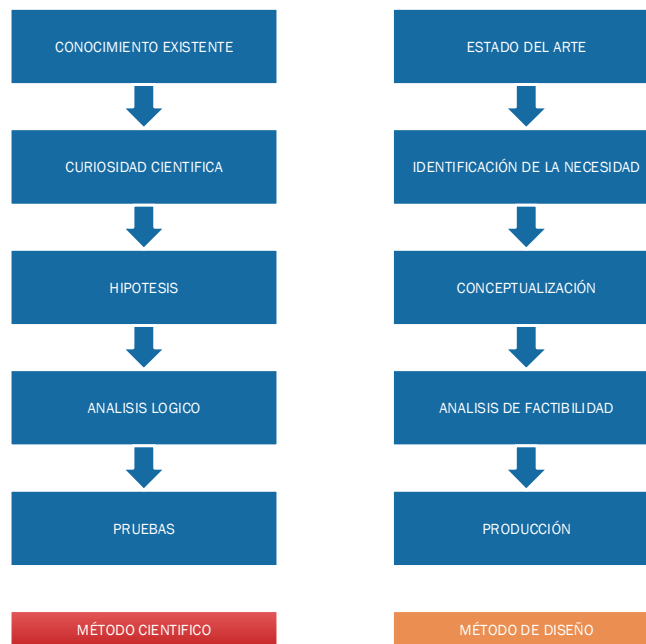 CONOCIMIENTO EXISTENTE
CURIOSIDAD CIENTIFICA
HIPOTESIS
ANALISIS LOGICO
PRUEBAS
MÉTODO CIENTIFICO
ESTADO DEL ARTE
IDENTIFICACIÓN DE LA NECESIDAD
CONCEPTUALIZACIÓN
ANALISIS DE FACTIBILIDAD
PRODUCCIÓN
MÉTODO DE DISEÑO